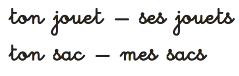 ton jouet – ses jouets
ton sac – mes sacs